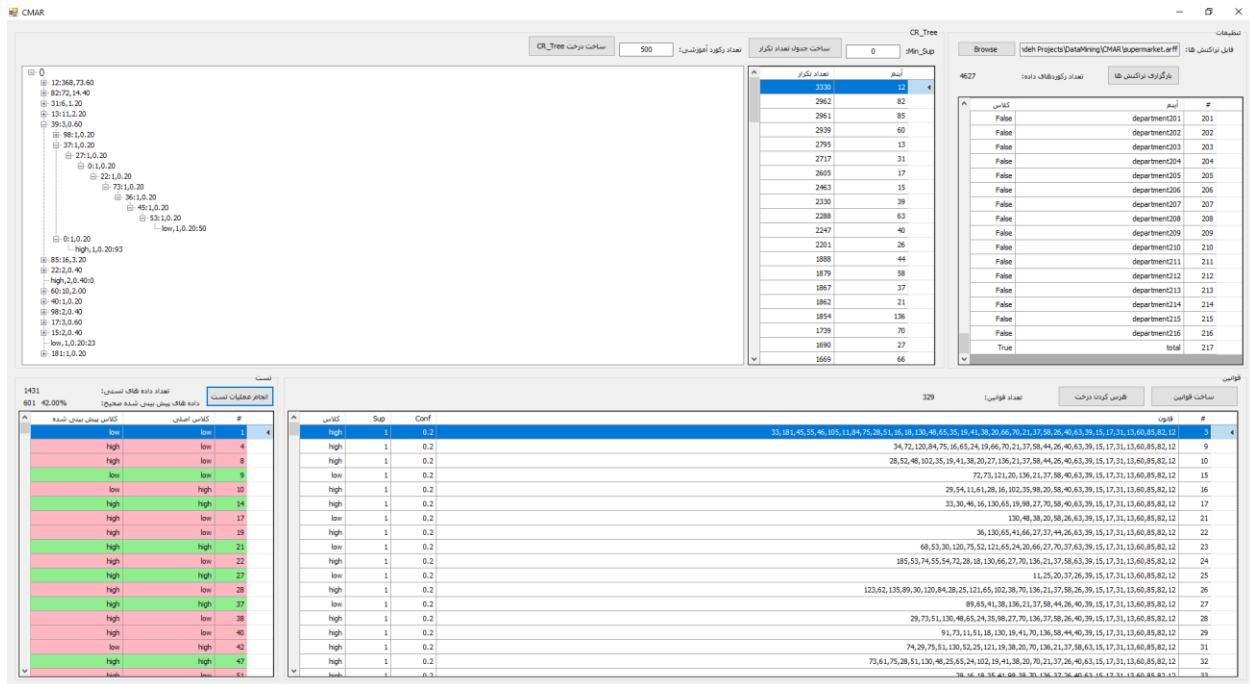 CMAR
تنظیمات
فایل تراکنش ها: ideh Projects\DataMining\CMAR\supermarket.arff Browse
بارگزاری تراکنش ها تعداد رکوردهای داده: 4627
# آیتم کلاس
201 department201 False
202 department202 False
203 department203 False
204 department204 False
205 department205 False
206 department206 False
207 department207 False
208 department208 False
209 department209 False
210 department210 False
211 department211 False
212 department212 False
213 department213 False
214 department214 False
215 department215 False
216 department216 False
217 total True
CR_Tree
Min_Sup: 0 ساخت جدول تعداد تکرار تعداد رکورد آموزشی: 500 ساخت درخت CR_Tree
آیتم تعداد تکرار
12 3330
82 2962
85 2961
60 2939
13 2795
31 2717
17 2605
15 2463
39 2330
63 2288
40 2247
26 2201
44 1888
58 1879
37 1867
21 1862
136 1854
70 1739
27 1690
66 1669
{}
12:368,73.60
82:72,14.40
31:6,1.20
13:11,2.20
39:3,0.60
98:1,0.20
37:1,0.20
27:1,0.20
0:1,0.20
22:1,0.20
73:1,0.20
36:1,0.20
45:1,0.20
53:1,0.20
low,1,0.20:50
0:1,0.20
high,1,0.20:93
85:16,3.20
22:2,0.40
high,2,0.40:0
60:10,2.00
40:1,0.20
98:2,0.40
17:3,0.60
15:2,0.40
low,1,0.20:23
181:1,0.20
قوانین
ساخت قوانین هرس کردن درخت تعداد قوانین: 329
# قانون Conf Sup کلاس
3 33,181,45,55,46,105,11,84,75,28,51,16,18,130,48,65,35,19,41,38,20,66,70,21,37,58,26,40,63,39,15,17,31,13,60,85,82,12 0.2 1 high
9 34,72,120,84,75,16,65,24,19,66,70,21,37,58,44,26,40,63,39,15,17,31,13,60,85,82,12 0.2 1 high
10 28,52,48,102,35,19,41,38,20,27,136,21,37,58,44,26,40,63,39,15,17,31,13,60,85,82,12 0.2 1 high
15 72,73,121,20,136,21,37,58,40,63,39,15,17,31,13,60,85,82,12 0.2 1 low
16 29,54,11,61,28,16,102,35,98,20,58,40,63,39,15,17,31,13,60,85,82,12 0.2 1 high
17 33,30,46,16,130,65,19,98,27,70,58,40,63,39,15,17,31,13,60,85,82,12 0.2 1 high
21 130,48,38,20,58,26,63,39,15,17,31,13,60,85,82,12 0.2 1 low
22 36,130,65,41,66,27,37,44,26,63,39,15,17,31,13,60,85,82,12 0.2 1 high
23 68,53,30,120,75,52,121,65,24,20,66,27,70,37,63,39,15,17,31,13,60,85,82,12 0.2 1 low
24 185,53,74,55,54,72,28,18,130,66,27,70,136,21,37,58,63,39,15,17,31,13,60,85,82,12 0.2 1 high
25 11,25,20,37,26,39,15,17,31,13,60,85,82,12 0.2 1 low
26 123,62,135,89,30,120,84,28,25,121,65,102,38,70,136,21,37,58,26,39,15,17,31,13,60,85,82,12 0.2 1 high
27 89,65,41,38,136,21,37,58,44,26,40,39,15,17,31,13,60,85,82,12 0.2 1 low
28 29,73,51,130,48,65,24,35,98,27,70,136,37,58,26,40,39,15,17,31,13,60,85,82,12 0.2 1 high
29 91,73,11,51,18,130,19,41,70,136,58,44,40,39,15,17,31,13,60,85,82,12 0.2 1 high
31 74,29,75,51,130,52,25,121,19,38,20,70,136,21,37,58,63,15,17,31,13,60,85,82,12 0.2 1 high
32 73,61,75,28,51,130,48,25,65,24,102,19,41,38,20,70,21,37,26,40,63,15,17,31,13,60,85,82,12 0.2 1 high
تست
انجام عملیات تست تعداد داده های تستی: 1431
داده های پیش بینی شده صحیح: 601 42.00%
# کلاس اصلی کلاس پیش بینی شده
1 low low
4 low high
8 low high
9 low low
10 high low
14 high high
17 low high
19 low high
21 high high
22 low high
27 high high
28 low high
37 high high
38 low high
40 low high
42 high low
47 high high
51 low high